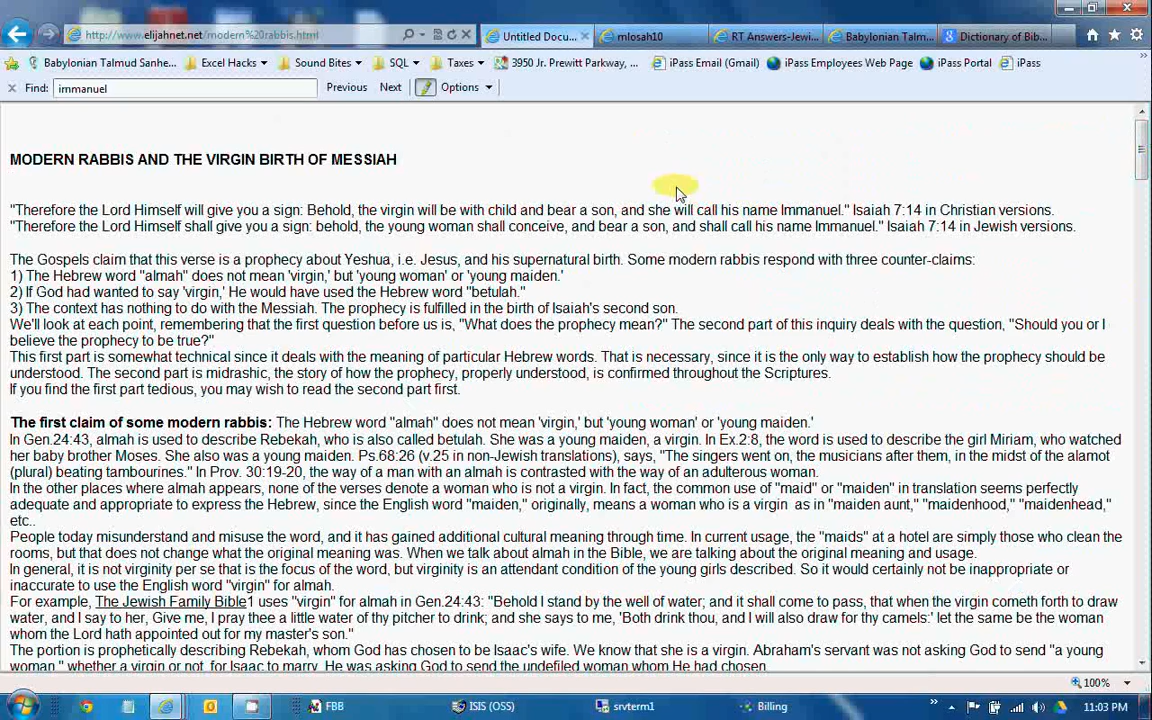 http://www.elijahnet.net/modern%20rabbis.html
Untitled Docu...
mlosah10
RT Answers-Jewi...
Babylonian Talm...
Dictionary of Bib...
Babylonian Talmud Sanhe...
Excel Hacks
Sound Bites
SQL
Taxes
3950 Jr. Prewitt Parkway, ...
iPass Email (Gmail)
iPass Employees Web Page
iPass Portal
iPass
Find: immanuel Previous Next Options
MODERN RABBIS AND THE VIRGIN BIRTH OF MESSIAH
"Therefore the Lord Himself will give you a sign: Behold, the virgin will be with child and bear a son, and she will call his name Immanuel." Isaiah 7:14 in Christian versions.
"Therefore the Lord Himself shall give you a sign: behold, the young woman shall conceive, and bear a son, and shall call his name Immanuel." Isaiah 7:14 in Jewish versions.
The Gospels claim that this verse is a prophecy about Yeshua, i.e. Jesus, and his supernatural birth. Some modern rabbis respond with three counter-claims:
1) The Hebrew word "almah" does not mean 'virgin,' but 'young woman' or 'young maiden.'
2) If God had wanted to say 'virgin,' He would have used the Hebrew word "betulah."
3) The context has nothing to do with the Messiah. The prophecy is fulfilled in the birth of Isaiah's second son.
We'll look at each point, remembering that the first question before us is, "What does the prophecy mean?" The second part of this inquiry deals with the question, "Should you or I
believe the prophecy to be true?"
This first part is somewhat technical since it deals with the meaning of particular Hebrew words. That is necessary, since it is the only way to establish how the prophecy should be
understood. The second part is midrashic, the story of how the prophecy, properly understood, is confirmed throughout the Scriptures.
If you find the first part tedious, you may wish to read the second part first.
The first claim of some modern rabbis: The Hebrew word "almah" does not mean 'virgin,' but 'young woman' or 'young maiden.'
In Gen.24:43, almah is used to describe Rebekah, who is also called betulah. She was a young maiden, a virgin. In Ex.2:8, the word is used to describe the girl Miriam, who watched
her baby brother Moses. She also was a young maiden. Ps.68:26 (v.25 in non-Jewish translations), says, "The singers went on, the musicians after them, in the midst of the alamot
(plural) beating tambourines." In Prov. 30:19-20, the way of a man with an almah is contrasted with the way of an adulterous woman.
In the other places where almah appears, none of the verses denote a woman who is not a virgin. In fact, the common use of "maid" or "maiden" in translation seems perfectly
adequate and appropriate to express the Hebrew, since the English word "maiden," originally, means a woman who is a virgin as in "maiden aunt," "maidenhood," "maidenhead,"
etc..
People today misunderstand and misuse the word, and it has gained additional cultural meaning through time. In current usage, the "maids" at a hotel are simply those who clean the
rooms, but that does not change what the original meaning was. When we talk about almah in the Bible, we are talking about the original meaning and usage.
In general, it is not virginity per se that is the focus of the word, but virginity is an attendant condition of the young girls described. So it would certainly not be inappropriate or
inaccurate to use the English word "virgin" for almah.
For example, The Jewish Family Bible1 uses "virgin" for almah in Gen.24:43: "Behold I stand by the well of water; and it shall come to pass, that when the virgin cometh forth to draw
water, and I say to her, Give me, I pray thee a little water of thy pitcher to drink; and she says to me, 'Both drink thou, and I will also draw for thy camels:' let the same be the woman
whom the Lord hath appointed out for my master's son."
The portion is prophetically describing Rebekah, whom God has chosen to be Isaac's wife. We know that she is a virgin. Abraham's servant was not asking God to send "a young
woman," whether a virgin or not, for Isaac to marry. He was asking God to send the undefiled woman whom He had chosen.
100%
FBB
ISIS (OSS)
srvterm1
Billing
11:03 PM